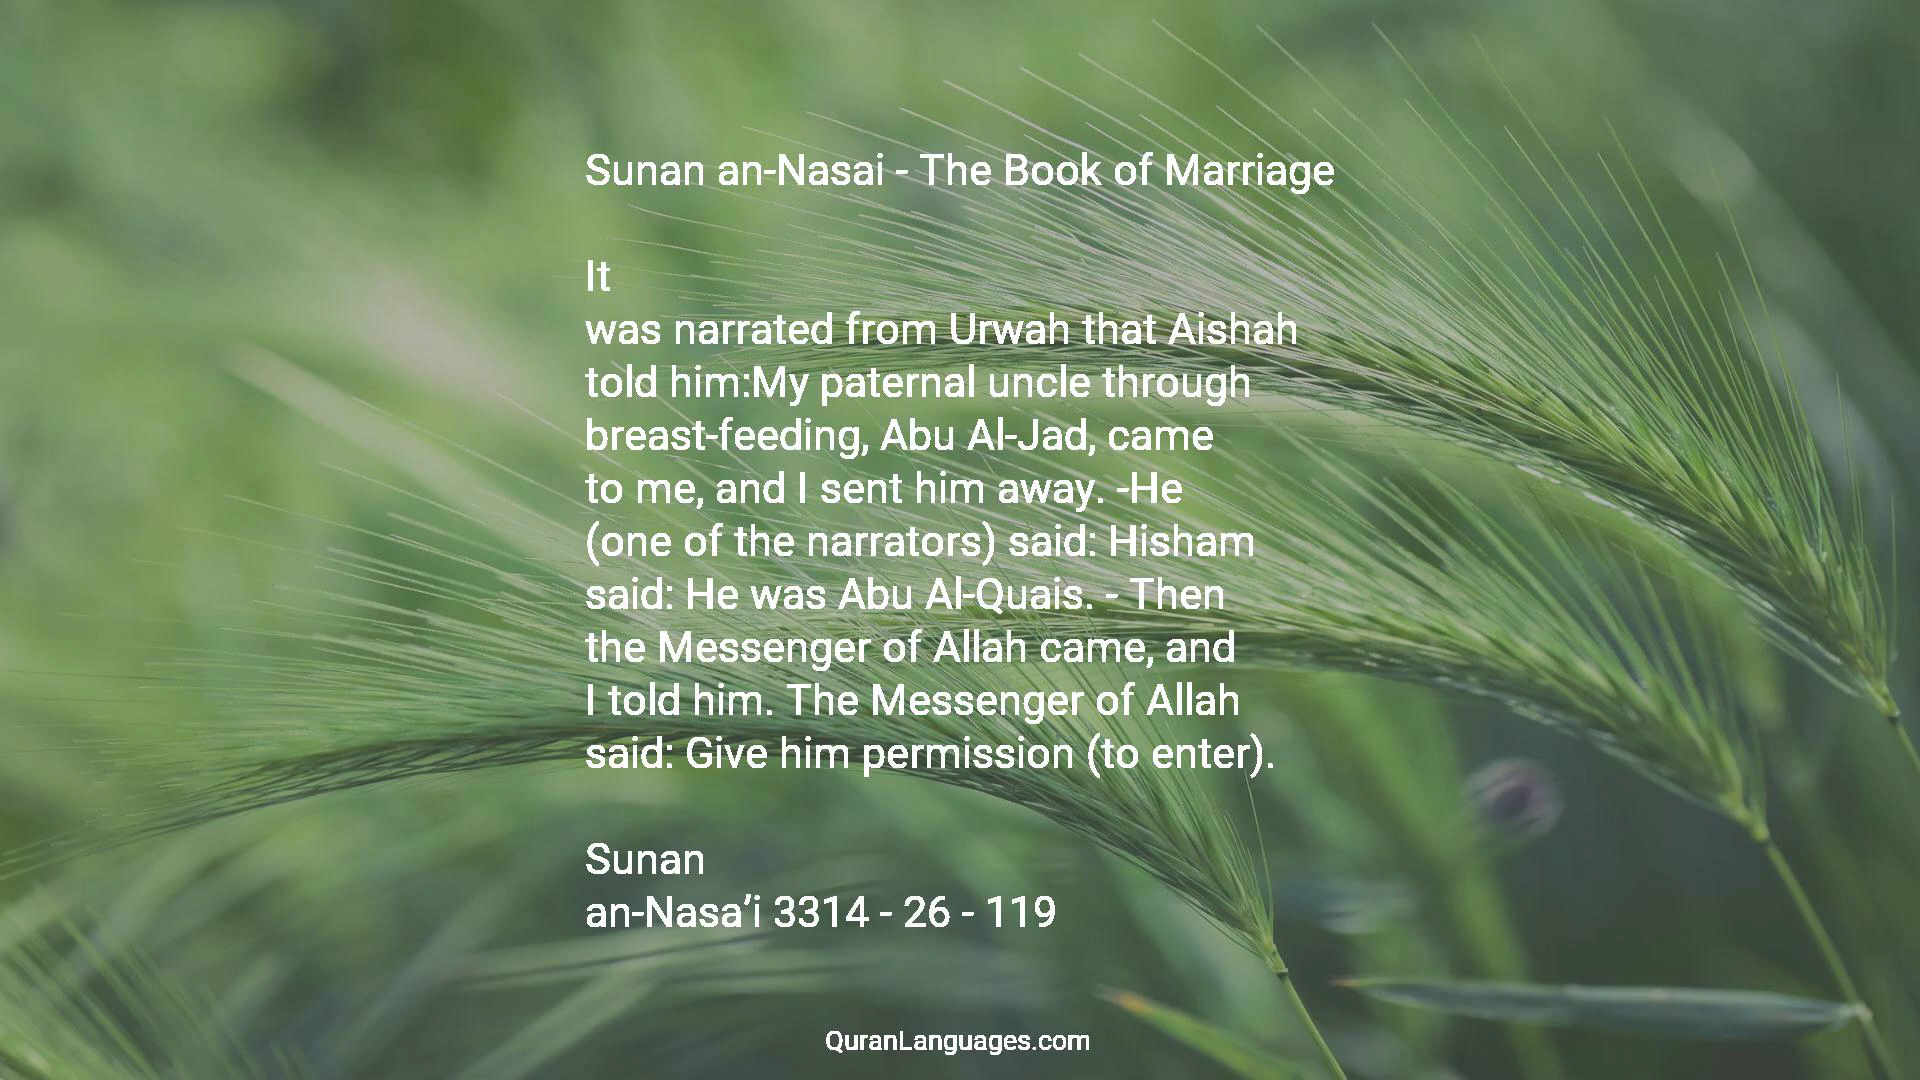 Sunan an-Nasai - The Book of Marriage
It
was narrated from Urwah that Aishah
told him:My paternal uncle through
breast-feeding, Abu Al-Jad, came
to me, and I sent him away. -He
(one of the narrators) said: Hisham
said: He was Abu Al-Quais. - Then
the Messenger of Allah came, and
I told him. The Messenger of Allah
said: Give him permission (to enter).
Sunan
an-Nasa’i 3314 - 26 - 119
QuranLanguages.com